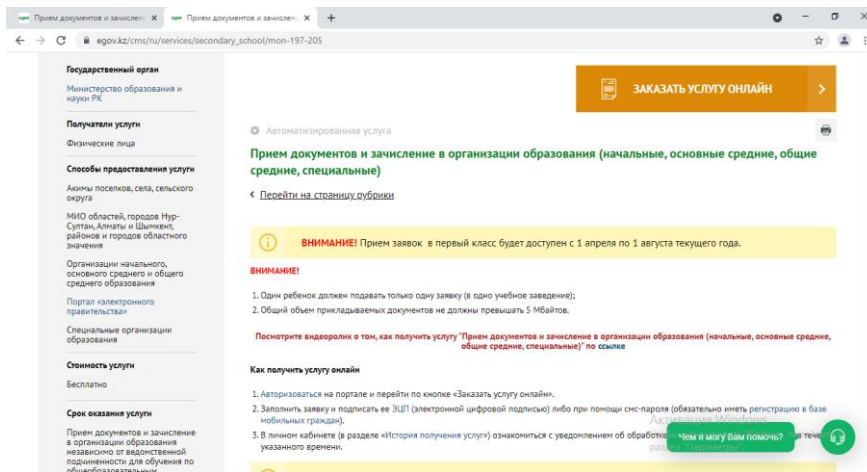 Прием документов и зачислен
Прием документов и зачислен
egov.kz/cms/ru/services/secondary_school/mon-197-205
Государственный орган
Министерство образования и
науки РК
Получатели услуги
Физические лица
Способы предоставления услуги
Акимы поселков, села, сельского
округа
МИО областей, городов Нур-
Султан, Алматы и Шымкент,
районов и городов областного
значения
Организации начального,
основного среднего и общего
среднего образования
Портал «электронного
правительства»
Специальные организации
образования
Стоимость услуги
Бесплатно
Срок оказания услуги
Прием документов и зачисление
в организации образования
независимо от ведомственной
подчиненности для обучения по
общеобразовательным
ЗАКАЗАТЬ УСЛУГУ ОНЛАЙН
Автоматизированная услуга
Прием документов и зачисление в организации образования (начальные, основные средние, общие
средние, специальные)
Перейти на страницу рубрики
ВНИМАНИЕ! Прием заявок в первый класс будет доступен с 1 апреля по 1 августа текущего года.
ВНИМАНИЕ!
1. Один ребенок должен подавать только одну заявку (в одно учебное заведение);
2. Общий объем прикладываемых документов не должны превышать 5 Мбайтов.
Посмотрите видеоролик о том, как получить услугу "Прием документов и зачисление в организации образования (начальные, основные средние,
общие средние, специальные)" по ссылке
Как получить услугу онлайн
1. Авторизоваться на портале и перейти по кнопке «Заказать услугу онлайн».
2. Заполнить заявку и подписать ее ЭЦП (электронной цифровой подписью) либо при помощи смс-пароля (обязательно иметь регистрацию в базе
мобильных граждан).
3. В личном кабинете (в разделе «История получения услуг») ознакомиться с уведомлением об обработке
указанного времени.
Активация Windows
Чем я могу Вам помочь?